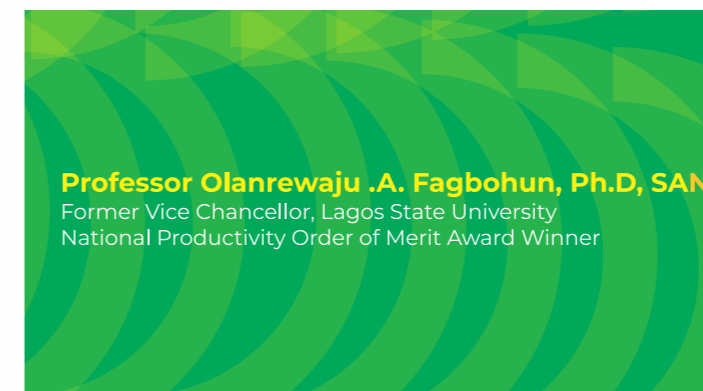 Professor Olanrewaju .A. Fagbohun, Ph.D, SAN
Former Vice Chancellor, Lagos State University
National Productivity Order of Merit Award Winner